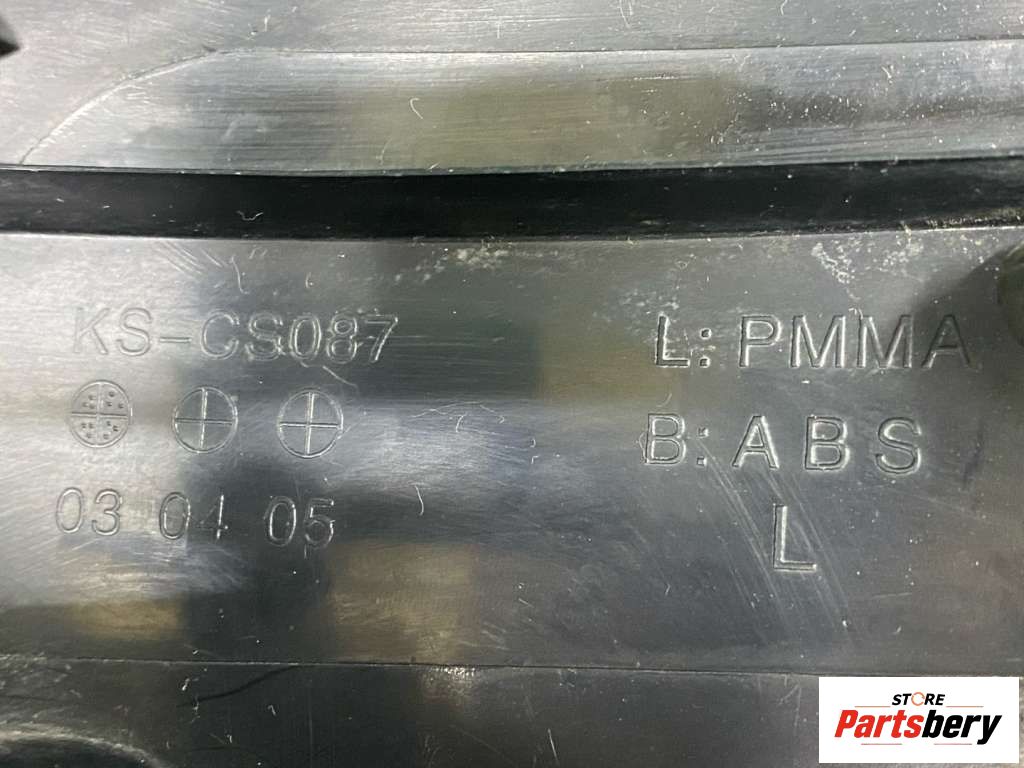 KS-CS087
03 04 05
L: PMMA
B: ABS
L
STORE
Partsbery